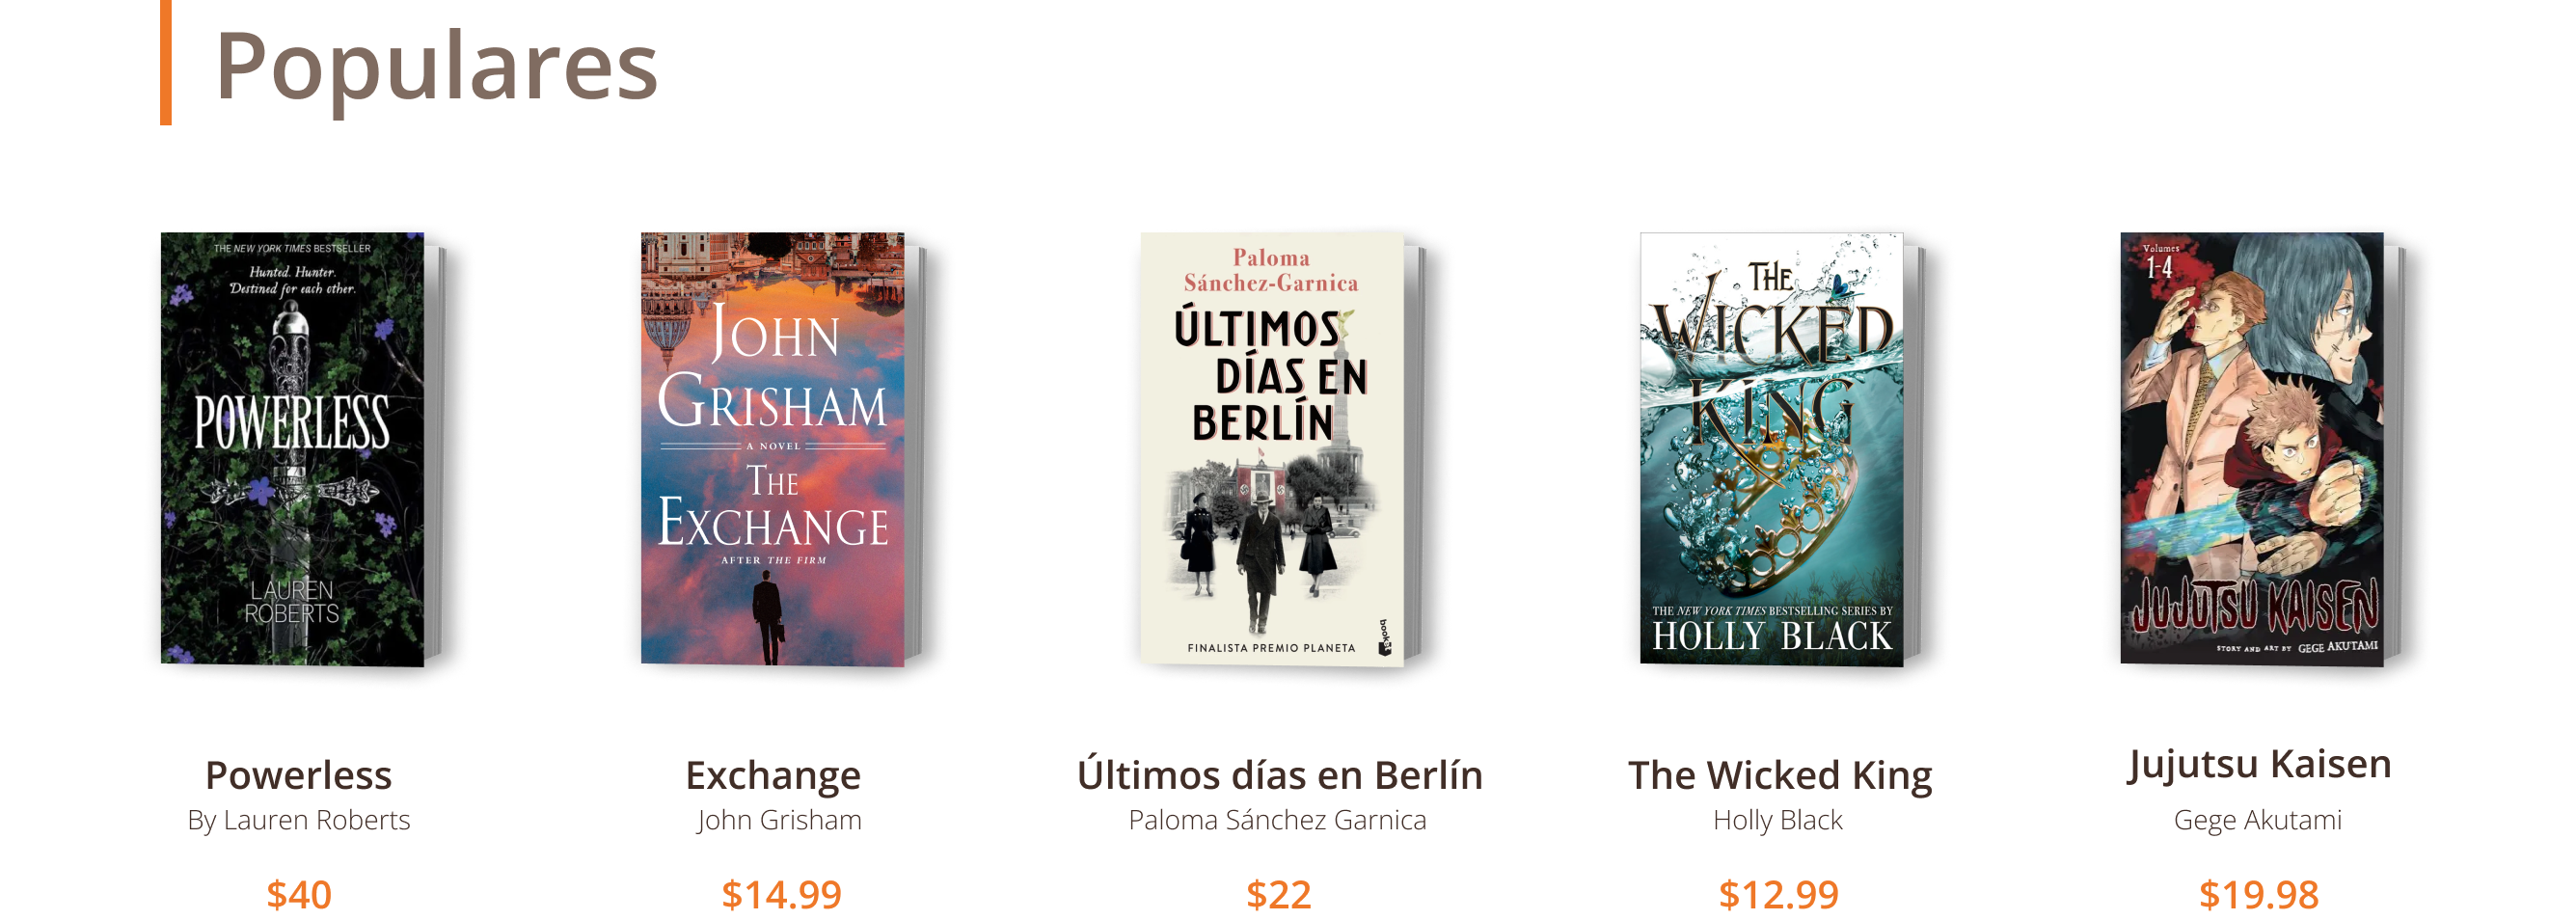 Populares
THE NEW YORK TIMES BESTSELLER
Hunted. Hunter.
Destined for each other.
POWERLESS
LAUREN
ROBERTS
JOHN
GRISHAM
A NOVEL
THE
EXCHANGE
AFTER THE FIRM
Paloma
Sánchez-Garnica
ÚLTIMOS
DÍAS EN
BERLÍN
FINALISTA PREMIO PLANETA
booket
THE
WICKED
KING
THE NEW YORK TIMES BESTSELLING SERIES BY
HOLLY BLACK
Volumes
1-4
JUJUTSU KAISEN
STORY AND ART BY GEGE AKUTAMI
Powerless
By Lauren Roberts
$40
Exchange
John Grisham
$14.99
Últimos días en Berlín
Paloma Sánchez Garnica
$22
The Wicked King
Holly Black
$12.99
Jujutsu Kaisen
Gege Akutami
$19.98